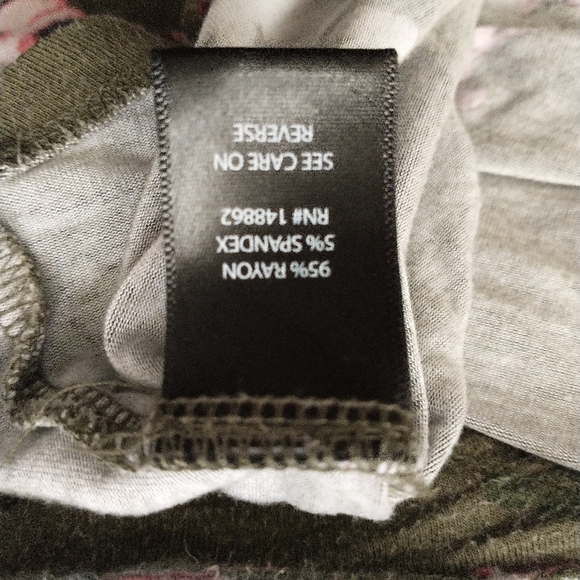 95% RAYON
5% SPANDEX
RN# 148862
SEE CARE ON
REVERSE